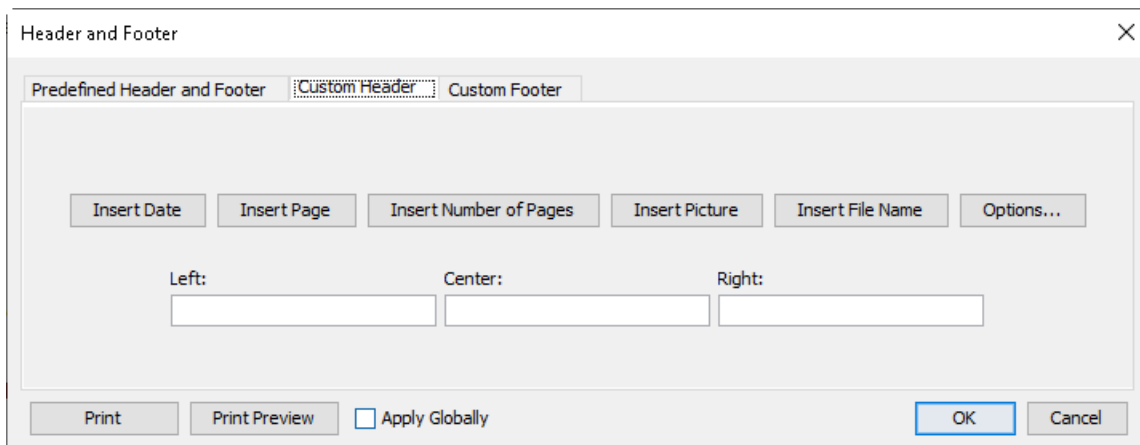 Header and Footer
Predefined Header and Footer Custom Header Custom Footer
Insert Date Insert Page Insert Number of Pages Insert Picture Insert File Name Options...
Left: Center: Right:
Print Print Preview Apply Globally OK Cancel